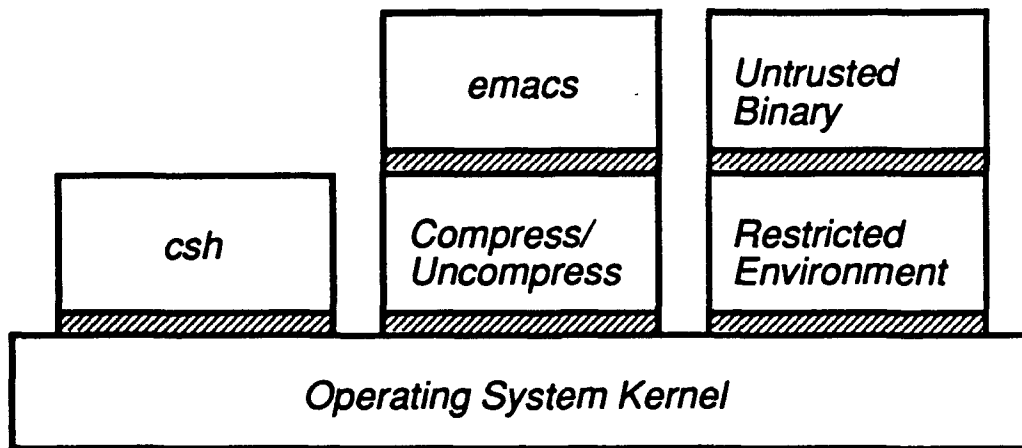 emacs
Untrusted
Binary
csh
Compress/
Uncompress
Restricted
Environment
Operating System Kernel